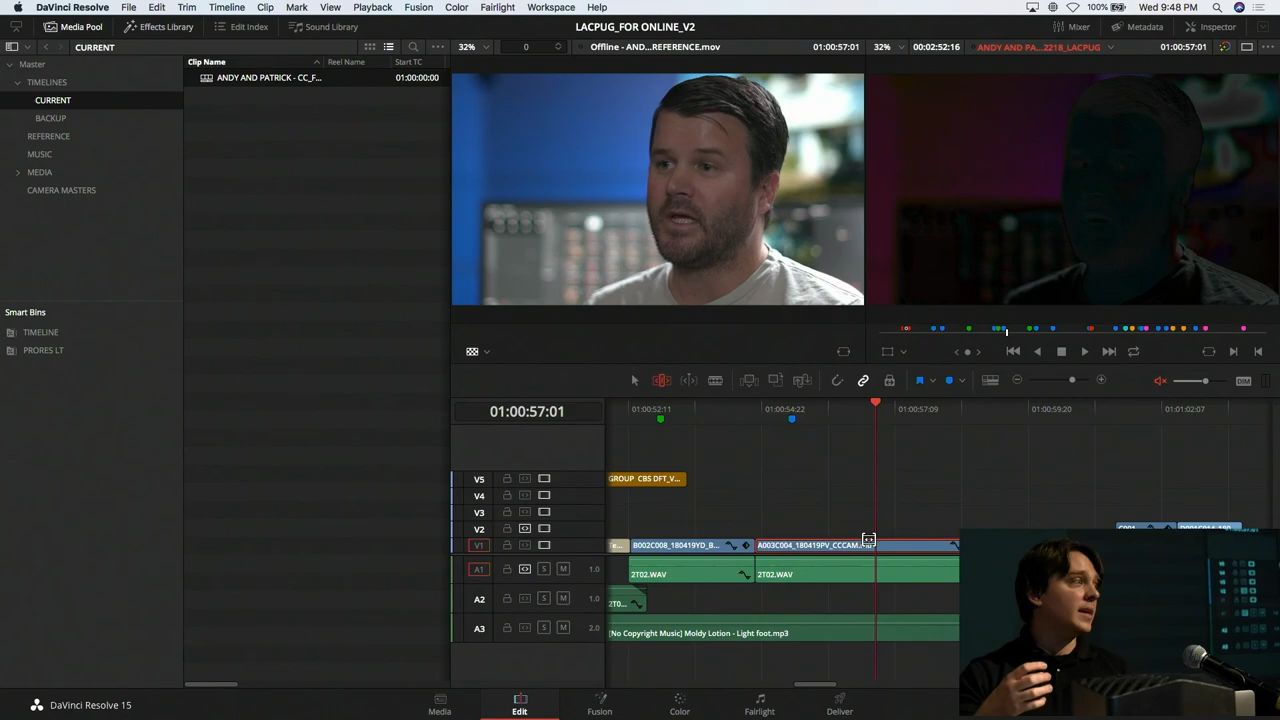 DaVinci Resolve File Edit Trim Timeline Clip Mark View Playback Fusion Color Fairlight Workspace Help 100% Wed 9:48 PM
Media Pool Effects Library Edit Index Sound Library LACPUG_FOR ONLINE_V2 Mixer Metadata Inspector
CURRENT 32% 0 Offline - AND...REFERENCE.mov 01:00:57:01 32% 00:02:52:16 ANDY AND PA...2218_LACPUG 01:00:57:01
Master
TIMELINES
CURRENT
BACKUP
REFERENCE
MUSIC
MEDIA
CAMERA MASTERS
Smart Bins
TIMELINE
PRORES LT
Clip Name Reel Name Start TC
ANDY AND PATRICK - CC_F... 01:00:00:00
DIM
01:00:57:01
01:00:52:11 01:00:54:22 01:00:57:09 01:00:59:20 01:01:02:07
V5 GROUP CBS DFT_V...
V4
V3
V2
V1 Te... B002C008_180419YD_B... A003C004_180419PV_CCCAM...
A1 S M 1.0 2T02.WAV 2T02.WAV
A2 S M 1.0 2T0...
A3 S M 2.0 [No Copyright Music] Moldy Lotion - Light foot.mp3
DaVinci Resolve 15 Media Edit Fusion Color Fairlight Deliver